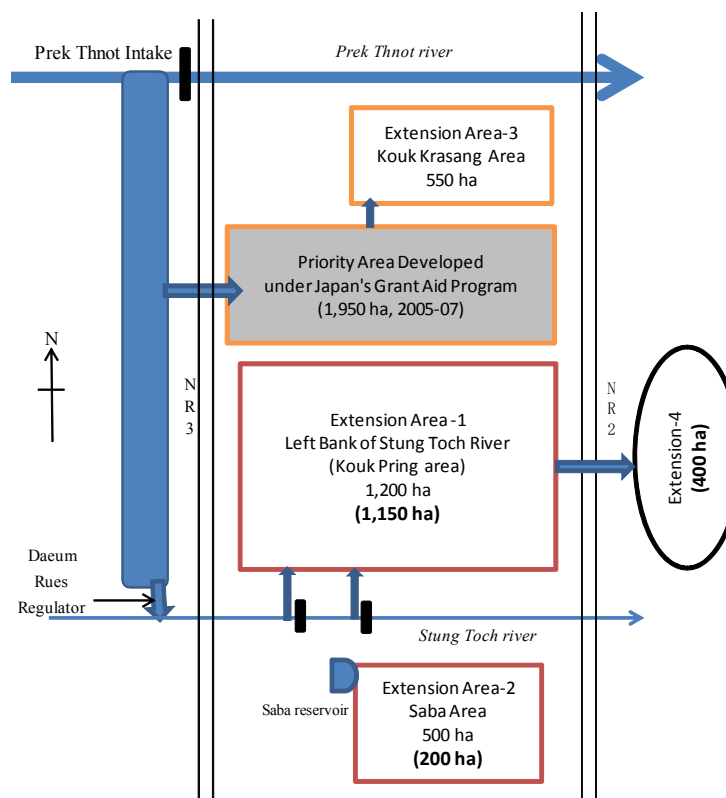 Prek Thnot Intake
Prek Thnot river
Extension Area-3
Kouk Krasang Area
550 ha
Priority Area Developed
under Japan's Grant Aid Program
(1,950 ha, 2005-07)
N
NR3
NR2
Extension Area -1
Left Bank of Stung Toch River
(Kouk Pring area)
1,200 ha
(1,150 ha)
Extension-4
(400 ha)
Daeum
Rues
Regulator
Stung Toch river
Saba reservoir
Extension Area-2
Saba Area
500 ha
(200 ha)